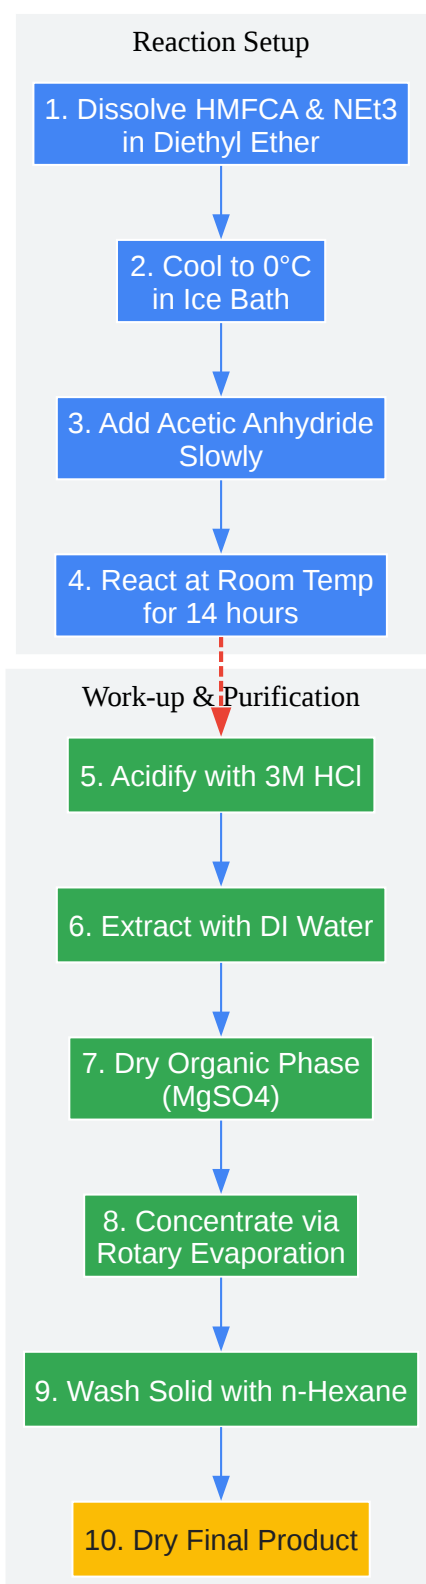 Reaction Setup
1. Dissolve HMFCA & NEt3
in Diethyl Ether
2. Cool to 0°C
in Ice Bath
3. Add Acetic Anhydride
Slowly
4. React at Room Temp
for 14 hours
Work-up & Purification
5. Acidify with 3M HCl
6. Extract with DI Water
7. Dry Organic Phase
(MgSO4)
8. Concentrate via
Rotary Evaporation
9. Wash Solid with n-Hexane
10. Dry Final Product